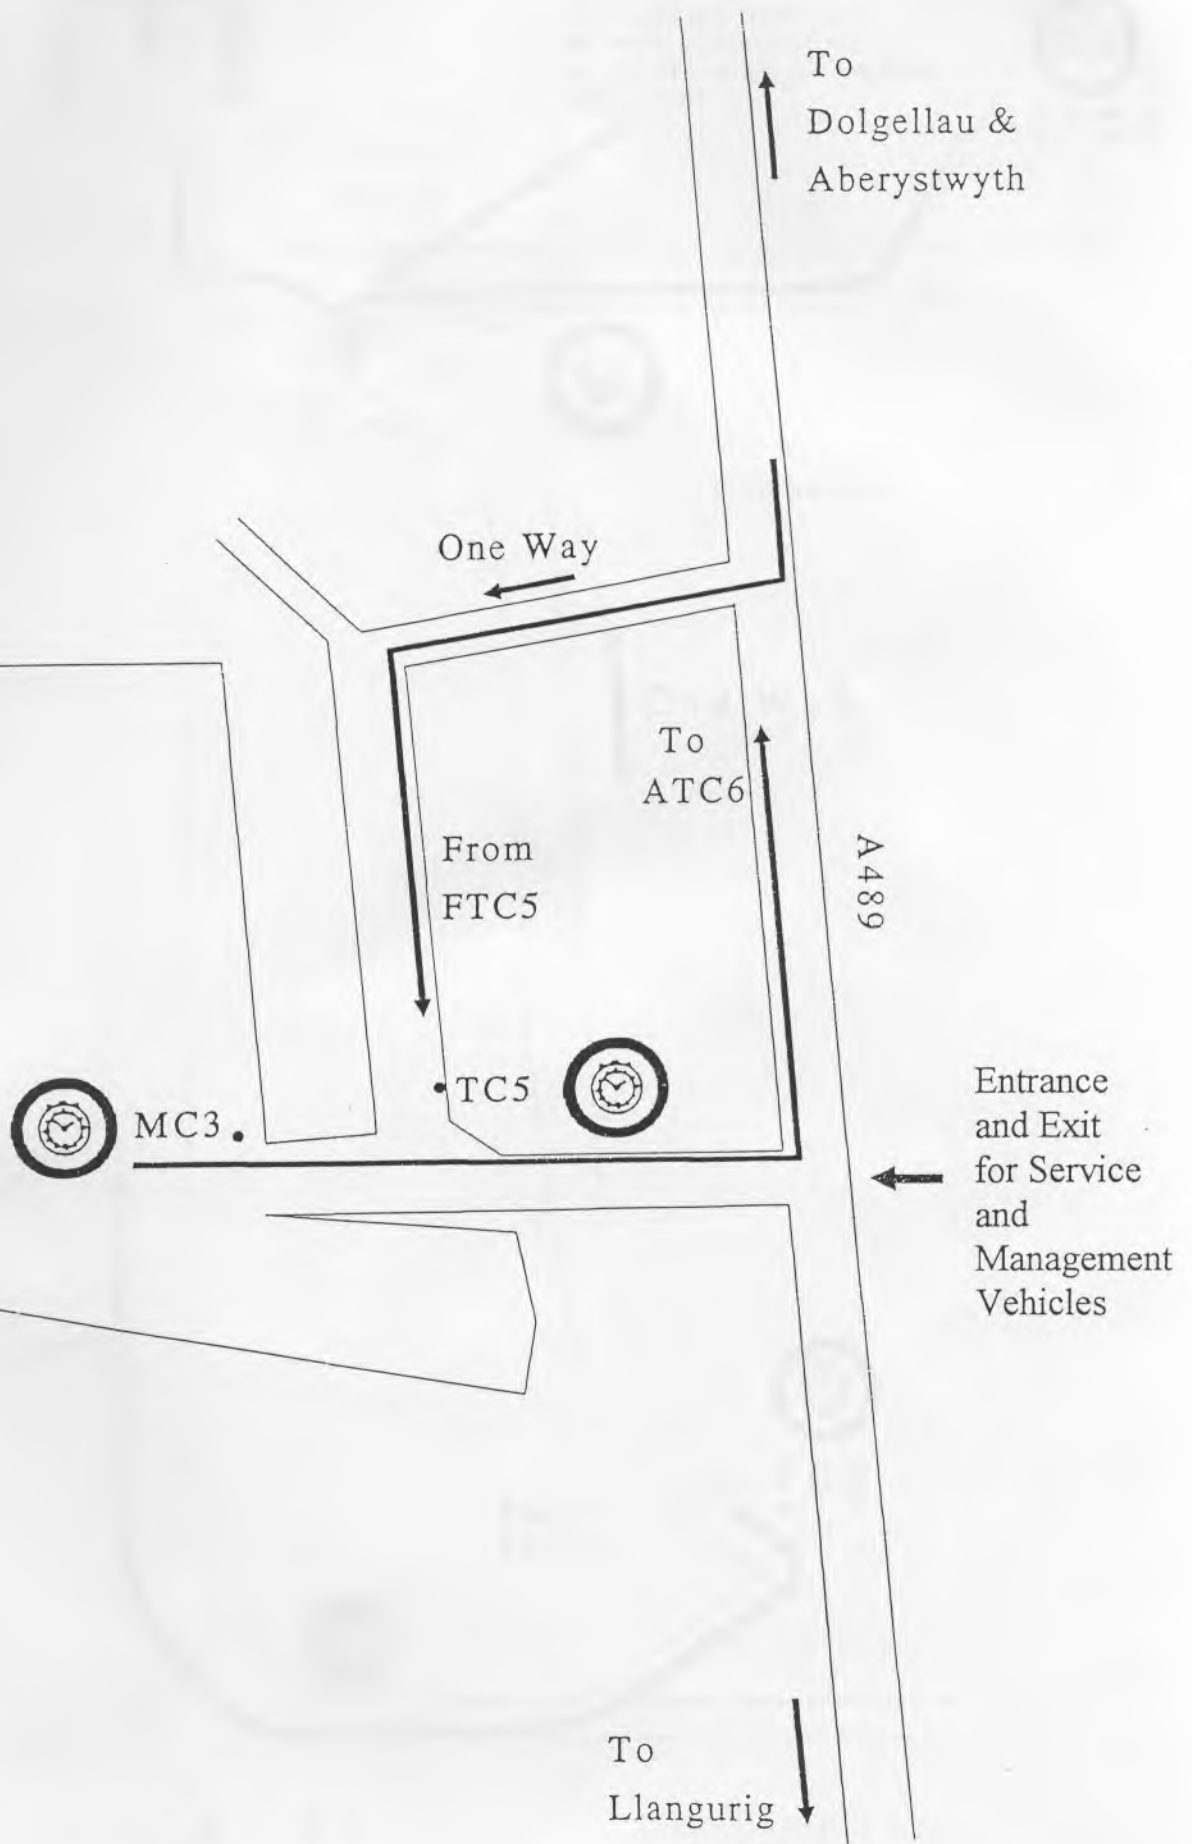 To
Dolgellau &
Aberystwyth
One Way
To
ATC6
From
FTC5
A489
TC5
MC3
Entrance
and Exit
for Service
and
Management
Vehicles
To
Llangurig